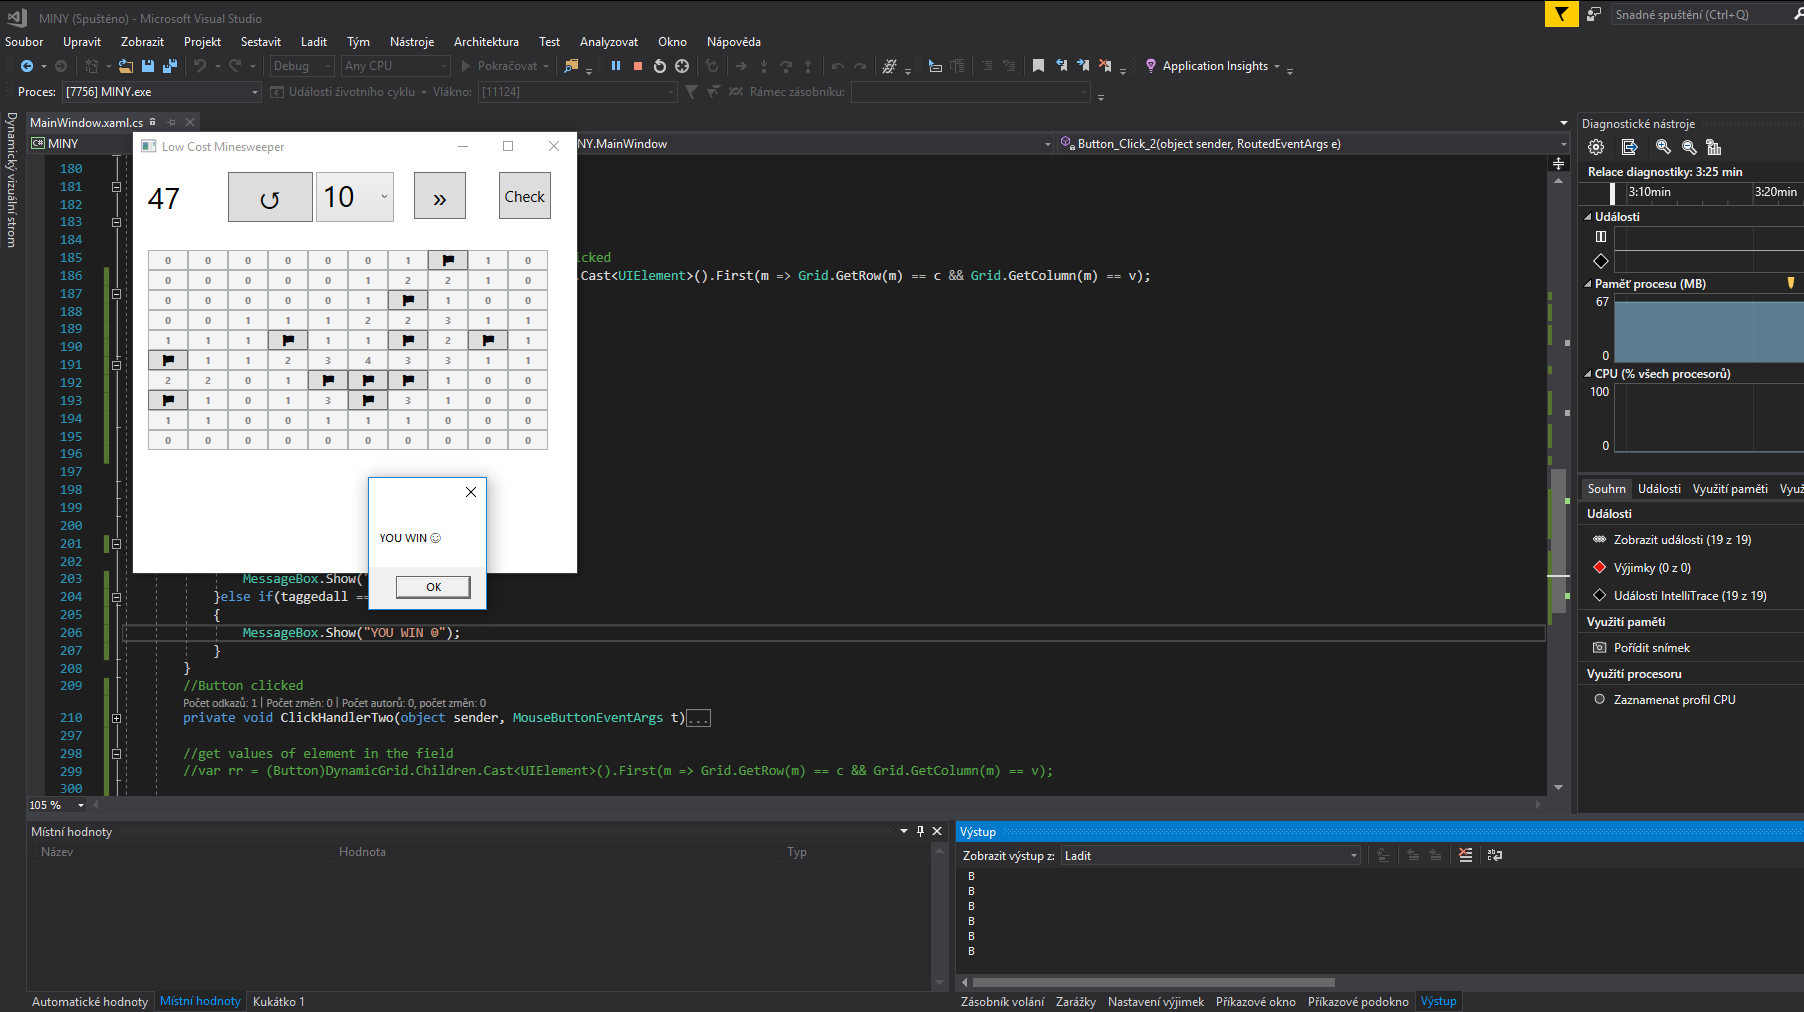 MINY (Spuštěno) - Microsoft Visual Studio
Snadné spuštění (Ctrl+Q)
Soubor Upravit Zobrazit Projekt Sestavit Ladit Tým Nástroje Architektura Test Analyzovat Okno Nápověda
Debug Any CPU Pokračovat Application Insights
Proces: [7756] MINY.exe Události životního cyklu Vlákno: [11124] Rámec zásobníku:
Dynamický vizuální strom
MainWindow.xaml.cs
C# MINY NY.MainWindow Button_Click_2(object sender, RoutedEventArgs e)
Low Cost Minesweeper
47 10 » Check
0 0 0 0 0 0 1 1 0
0 0 0 0 0 1 2 2 1 0
0 0 0 0 0 1 1 0 0
0 0 1 1 1 2 2 3 1 1
1 1 1 1 1 2 1
1 1 2 3 4 3 3 1 1
2 2 0 1 1 0 0
1 0 1 3 3 1 0 0
1 1 0 0 1 1 1 0 0 0
0 0 0 0 0 0 0 0 0 0
YOU WIN ☺
OK
180
181
182
183
184
185 cked
186 .Cast<UIElement>().First(m => Grid.GetRow(m) == c && Grid.GetColumn(m) == v);
187
188
189
190
191
192
193
194
195
196
197
198
199
200
201
202
203 MessageBox.Show("
204 }else if(taggedall ==
205 {
206 MessageBox.Show("YOU WIN ☺");
207 }
208 }
209 //Button clicked
Počet odkazů: 1 | Počet změn: 0 | Počet autorů: 0, počet změn: 0
210 private void ClickHandlerTwo(object sender, MouseButtonEventArgs t)...
297
298 //get values of element in the field
299 //var rr = (Button)DynamicGrid.Children.Cast<UIElement>().First(m => Grid.GetRow(m) == c && Grid.GetColumn(m) == v);
300
105 %
Diagnostické nástroje
Relace diagnostiky: 3:25 min
3:10min 3:20min
Události
Paměť procesu (MB)
67
0
CPU (% všech procesorů)
100
0
Souhrn Události Využití paměti Využ
Události
Zobrazit události (19 z 19)
Výjimky (0 z 0)
Události IntelliTrace (19 z 19)
Využití paměti
Pořídit snímek
Využití procesoru
Zaznamenat profil CPU
Místní hodnoty
Název Hodnota Typ
Automatické hodnoty Místní hodnoty Kukátko 1
Výstup
Zobrazit výstup z: Ladit
B
B
B
B
B
B
Zásobník volání Zarážky Nastavení výjimek Příkazové okno Příkazové podokno Výstup